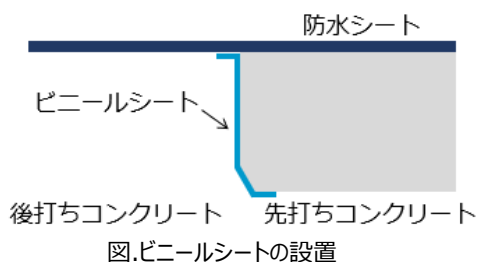 防水シート
ビニールシート
後打ちコンクリート
先打ちコンクリート
図.ビニールシートの設置